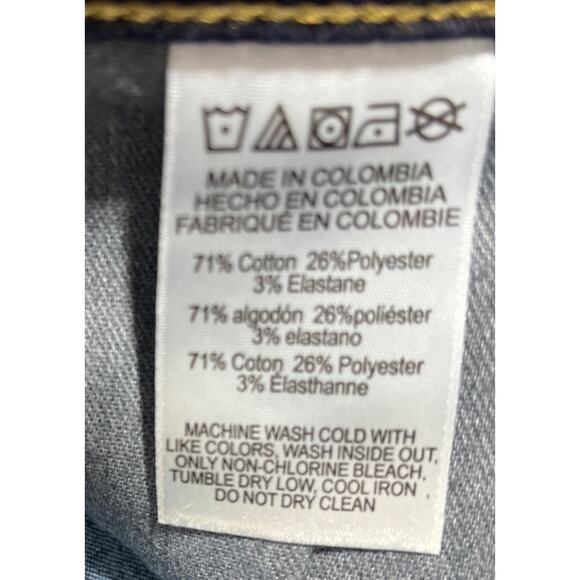 MADE IN COLOMBIA
HECHO EN COLOMBIA
FABRIQUÉ EN COLOMBIE
71% Cotton 26%Polyester
3% Elastane
71% algodón 26%poliéster
3% elastano
71% Coton 26% Polyester
3% Élasthanne
MACHINE WASH COLD WITH
LIKE COLORS, WASH INSIDE OUT,
ONLY NON-CHLORINE BLEACH,
TUMBLE DRY LOW, COOL IRON ,
DO NOT DRY CLEAN